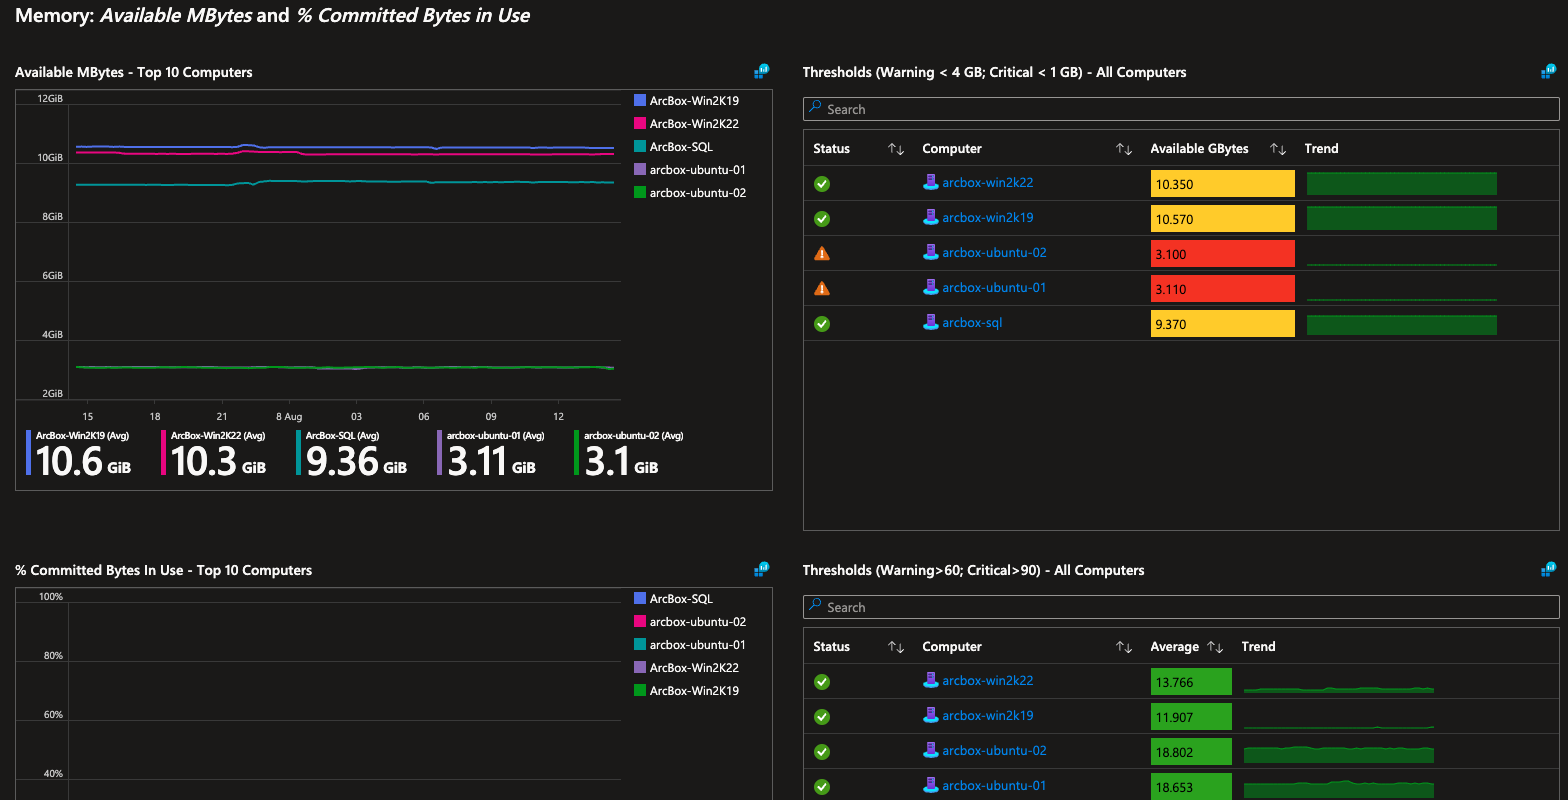 Memory: Available MBytes and % Committed Bytes in Use
Available MBytes - Top 10 Computers
12GiB
10GiB
8GiB
6GiB
4GiB
2GiB
15 18 21 8 Aug 03 06 09 12
ArcBox-Win2K19
ArcBox-Win2K22
ArcBox-SQL
arcbox-ubuntu-01
arcbox-ubuntu-02
ArcBox-Win2K19 (Avg)
10.6 GiB
ArcBox-Win2K22 (Avg)
10.3 GiB
ArcBox-SQL (Avg)
9.36 GiB
arcbox-ubuntu-01 (Avg)
3.11 GiB
arcbox-ubuntu-02 (Avg)
3.1 GiB
Thresholds (Warning < 4 GB; Critical < 1 GB) - All Computers
Search
Status Computer Available GBytes Trend
arcbox-win2k22 10.350
arcbox-win2k19 10.570
arcbox-ubuntu-02 3.100
arcbox-ubuntu-01 3.110
arcbox-sql 9.370
% Committed Bytes In Use - Top 10 Computers
100%
80%
60%
40%
ArcBox-SQL
arcbox-ubuntu-02
arcbox-ubuntu-01
ArcBox-Win2K22
ArcBox-Win2K19
Thresholds (Warning>60; Critical>90) - All Computers
Search
Status Computer Average Trend
arcbox-win2k22 13.766
arcbox-win2k19 11.907
arcbox-ubuntu-02 18.802
arcbox-ubuntu-01 18.653